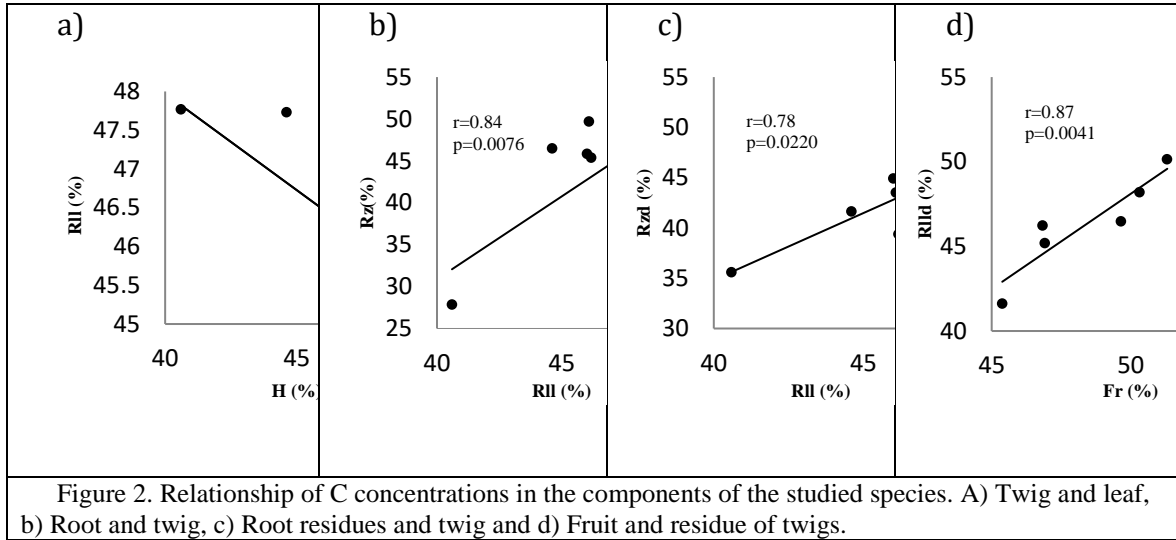 a)
48
47.5
47
46.5
46
45.5
45
Rll (%)
40 45
H (%)
b)
55
50
45
40
35
30
25
Rz(%)
r=0.84
p=0.0076
40 45
Rll (%)
c)
55
50
45
40
35
30
Rzd (%)
r=0.78
p=0.0220
40 45
Rll (%)
d)
55
50
45
40
Rlld (%)
r=0.87
p=0.0041
45 50
Fr (%)
Figure 2. Relationship of C concentrations in the components of the studied species. A) Twig and leaf,
b) Root and twig, c) Root residues and twig and d) Fruit and residue of twigs.